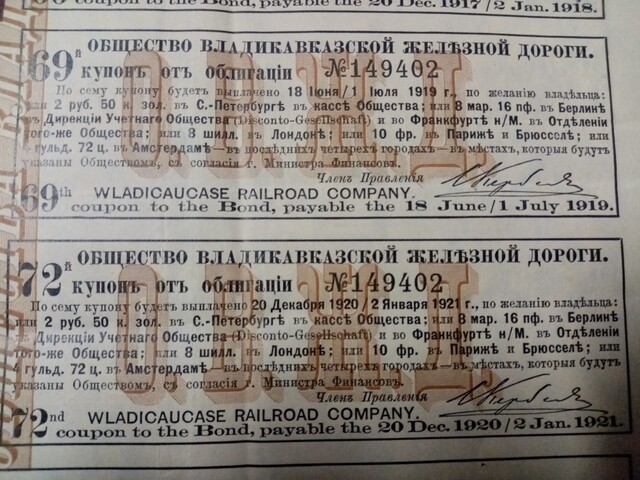 coupon to the Bond, payable the 20 Dec. 1917/2 Jan. 1918.
69й ОБЩЕСТВО ВЛАДИКАВКАЗСКОЙ ЖЕЛѢЗНОЙ ДОРОГИ.
купонъ отъ облигаціи №149402
По сему купону будетъ выплачено 18 Іюня/1 Іюля 1919 г., по желанію владѣльца:
или 2 руб. 50 к. зол. въ С.-Петербургѣ въ кассѣ Общества; или 8 мар. 16 пф. въ Берлинѣ
въ Дирекціи Учетнаго Общества (Disconto-Gesellschaft) и во Франкфуртѣ н/М. въ Отдѣленіи
того-же Общества; или 8 шилл. въ Лондонѣ; или 10 фр. въ Парижѣ и Брюсселѣ; или
4 гульд. 72 ц. въ Амстердамѣ—въ послѣднихъ четырехъ городахъ—въ мѣстахъ, которыя будутъ
указаны Обществомъ, съ согласія г. Министра Финансовъ.
Членъ Правленія
69th WLADICAUCASE RAILROAD COMPANY.
coupon to the Bond, payable the 18 June/1 July 1919.
72й ОБЩЕСТВО ВЛАДИКАВКАЗСКОЙ ЖЕЛѢЗНОЙ ДОРОГИ.
купонъ отъ облигаціи №149402
По сему купону будетъ выплачено 20 Декабря 1920/2 Января 1921 г., по желанію владѣльца:
или 2 руб. 50 к. зол. въ С.-Петербургѣ въ кассѣ Общества; или 8 мар. 16 пф. въ Берлинѣ
въ Дирекціи Учетнаго Общества (Disconto-Gesellschaft) и во Франкфуртѣ н/М. въ Отдѣленіи
того-же Общества; или 8 шилл. въ Лондонѣ; или 10 фр. въ Парижѣ и Брюсселѣ; или
4 гульд. 72 ц. въ Амстердамѣ—въ послѣднихъ четырехъ городахъ—въ мѣстахъ, которыя будутъ
указаны Обществомъ, съ согласія г. Министра Финансовъ.
Членъ Правленія
72nd WLADICAUCASE RAILROAD COMPANY.
coupon to the Bond, payable the 20 Dec. 1920/2 Jan. 1921.